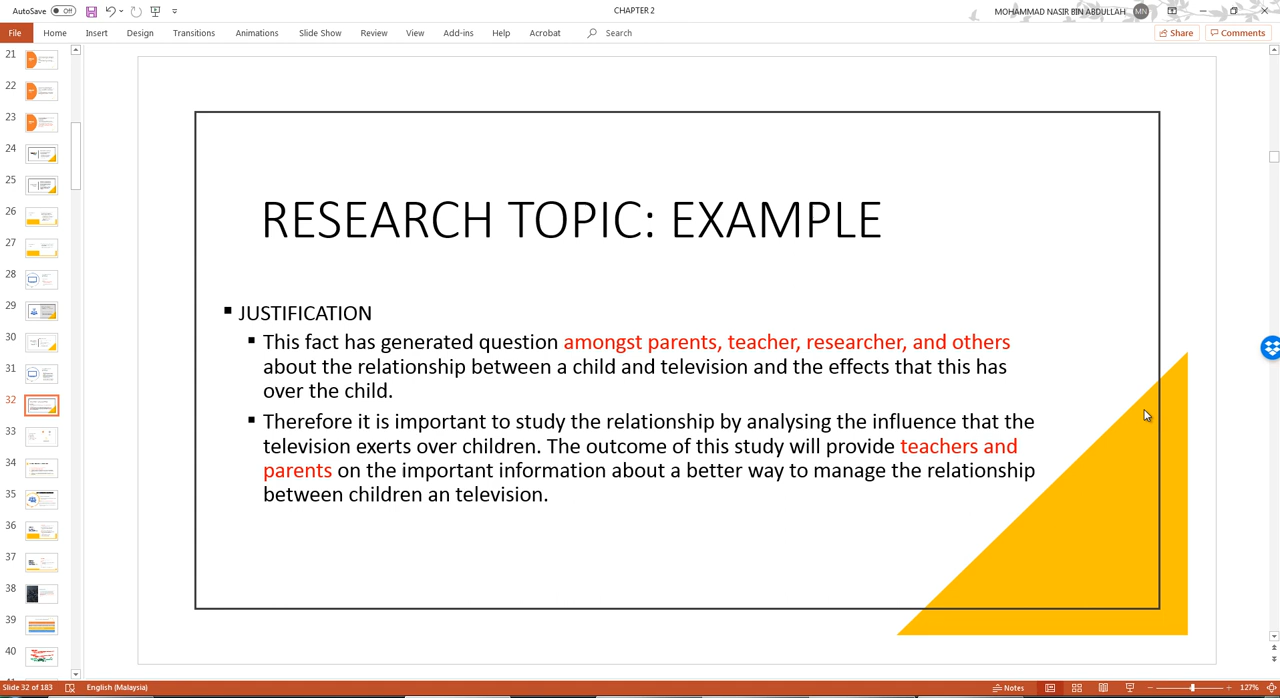 AutoSave Off
CHAPTER 2
MOHAMMAD NASIR BIN ABDULLAH MN
File Home Insert Design Transitions Animations Slide Show Review View Add-ins Help Acrobat Search Share Comments
21
22
23
24
25
26
27
28
29
30
31
32
33
34
35
36
37
38
39
40
RESEARCH TOPIC: EXAMPLE
JUSTIFICATION
This fact has generated question amongst parents, teacher, researcher, and others
about the relationship between a child and television and the effects that this has
over the child.
Therefore it is important to study the relationship by analysing the influence that the
television exerts over children. The outcome of this study will provide teachers and
parents on the important information about a better way to manage the relationship
between children an television.
Slide 32 of 183 English (Malaysia) Notes 127%